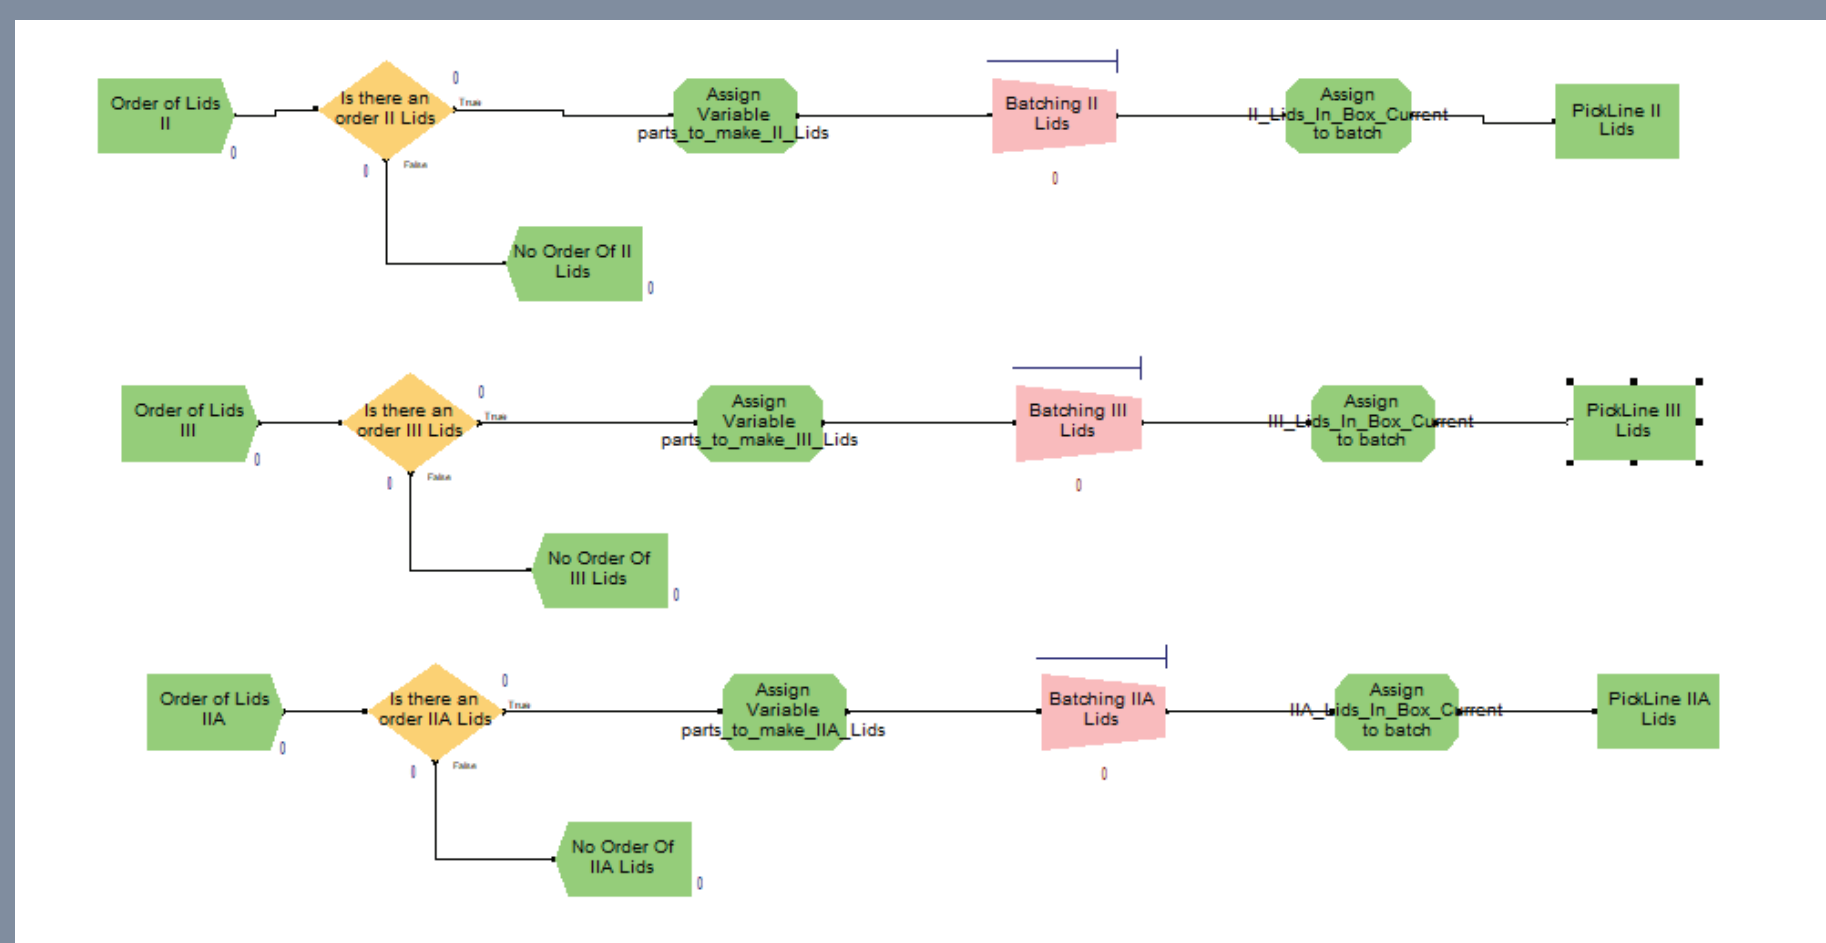 Order of Lids
II
0
Is there an
order II Lids
0
True
False
0
Assign
Variable
parts_to_make_II_Lids
Batching II
Lids
0
Assign
II_Lids_In_Box_Current
to batch
PickLine II
Lids
No Order Of II
Lids
0
Order of Lids
III
0
Is there an
order III Lids
0
True
False
0
Assign
Variable
parts_to_make_III_Lids
Batching III
Lids
0
Assign
III_Lids_In_Box_Current
to batch
PickLine III
Lids
No Order Of
III Lids
0
Order of Lids
IIA
0
Is there an
order IIA Lids
0
True
False
0
Assign
Variable
parts_to_make_IIA_Lids
Batching IIA
Lids
0
Assign
IIA_Lids_In_Box_Current
to batch
PickLine IIA
Lids
No Order Of
IIA Lids
0